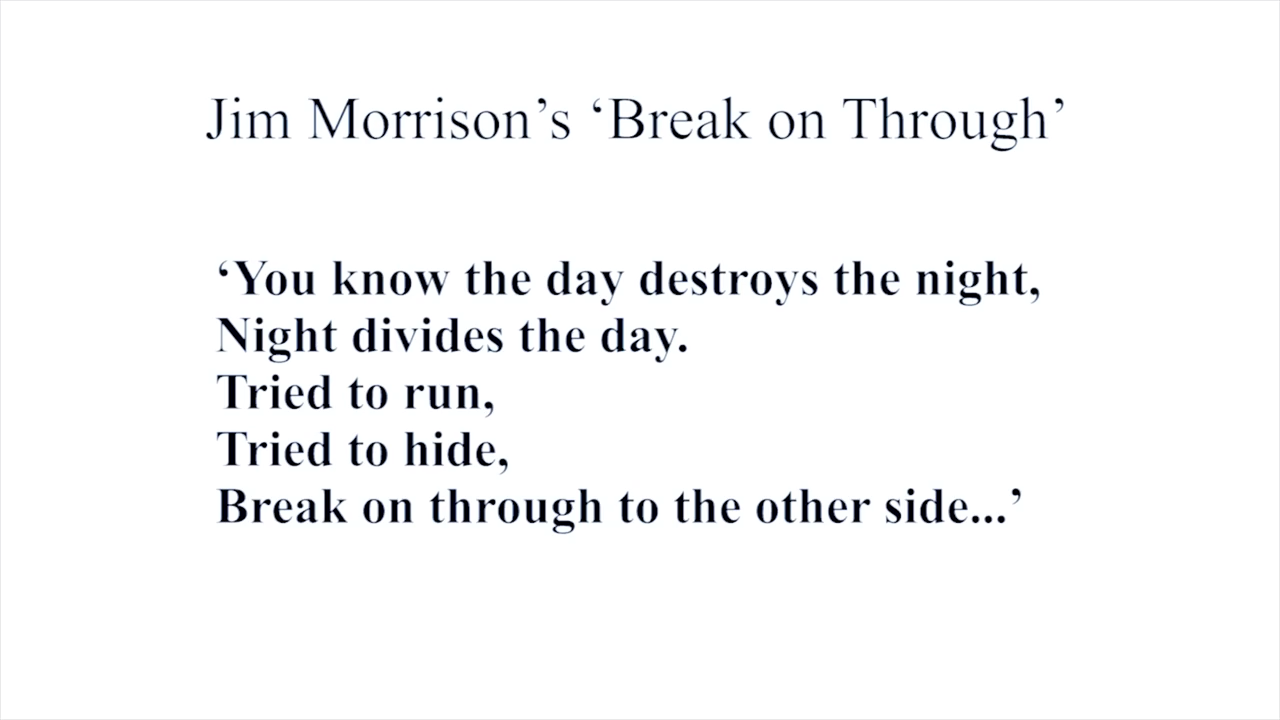 Jim Morrison’s ‘Break on Through’
‘You know the day destroys the night,
Night divides the day.
Tried to run,
Tried to hide,
Break on through to the other side...’